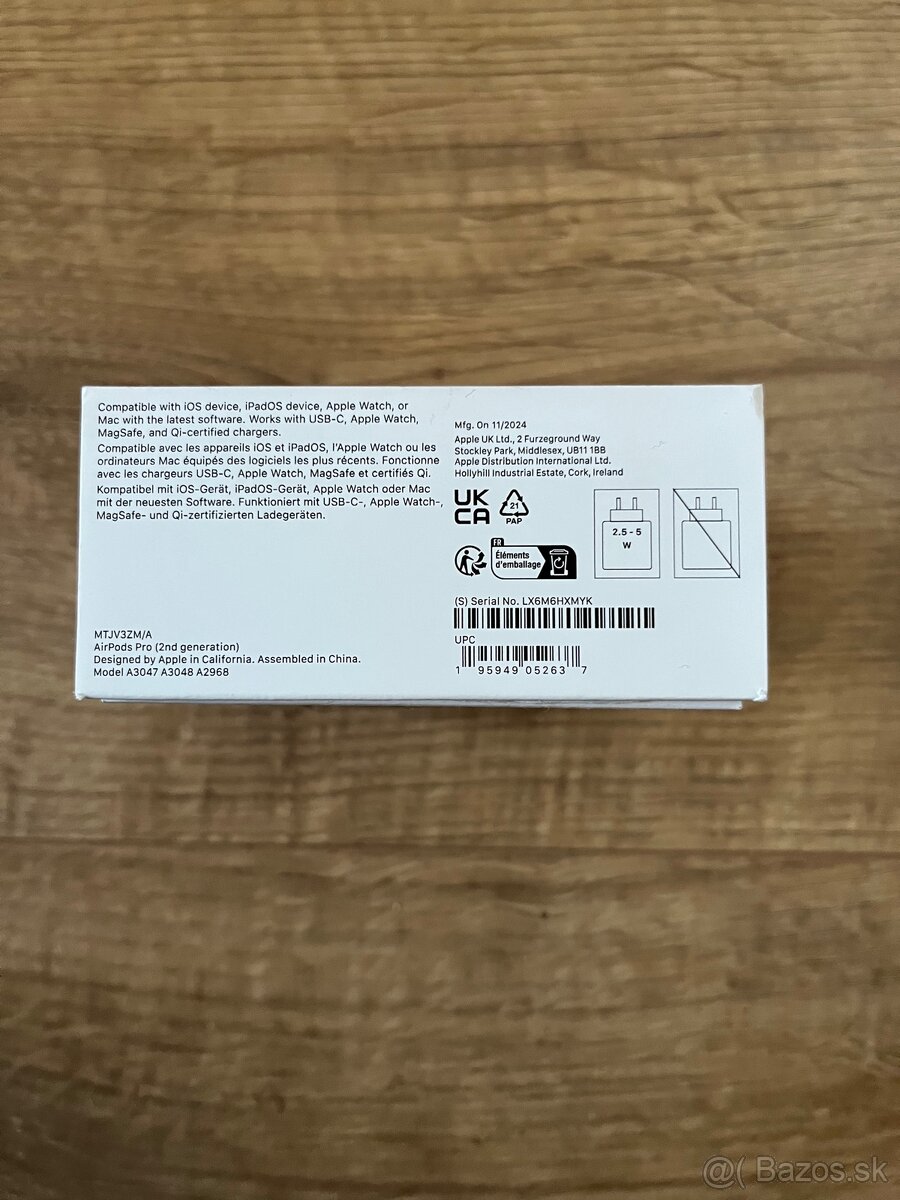 Compatible with iOS device, iPadOS device, Apple Watch, or
Mac with the latest software. Works with USB-C, Apple Watch,
MagSafe, and Qi-certified chargers.
Compatible avec les appareils iOS et iPadOS, l'Apple Watch ou les
ordinateurs Mac équipés des logiciels les plus récents. Fonctionne
avec les chargeurs USB-C, Apple Watch, MagSafe et certifiés Qi.
Kompatibel mit iOS-Gerät, iPadOS-Gerät, Apple Watch oder Mac
mit der neuesten Software. Funktioniert mit USB-C-, Apple Watch-,
MagSafe- und Qi-zertifizierten Ladegeräten.
MTJV3ZM/A
AirPods Pro (2nd generation)
Designed by Apple in California. Assembled in China.
Model A3047 A3048 A2968
Mfg. On 11/2024
Apple UK Ltd., 2 Furzeground Way
Stockley Park, Middlesex, UB11 1BB
Apple Distribution International Ltd.
Hollyhill Industrial Estate, Cork, Ireland
UK
CA
21
PAP
2.5 - 5
W
FR
Éléments
d'emballage
(S) Serial No. LX6M6HXMYK
UPC
1 95949 05263 7
@( Bazos.sk